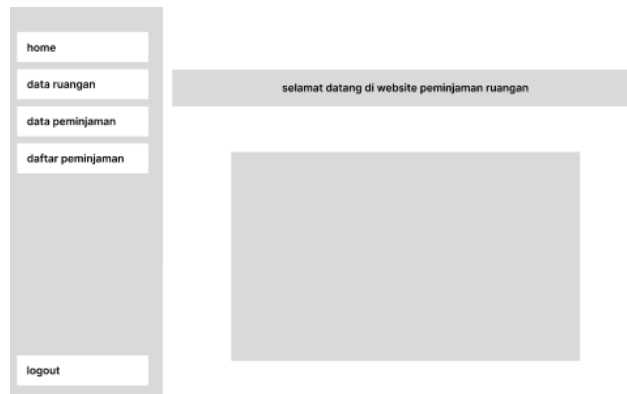 home
data ruangan
data peminjaman
daftar peminjaman
logout
selamat datang di website peminjaman ruangan